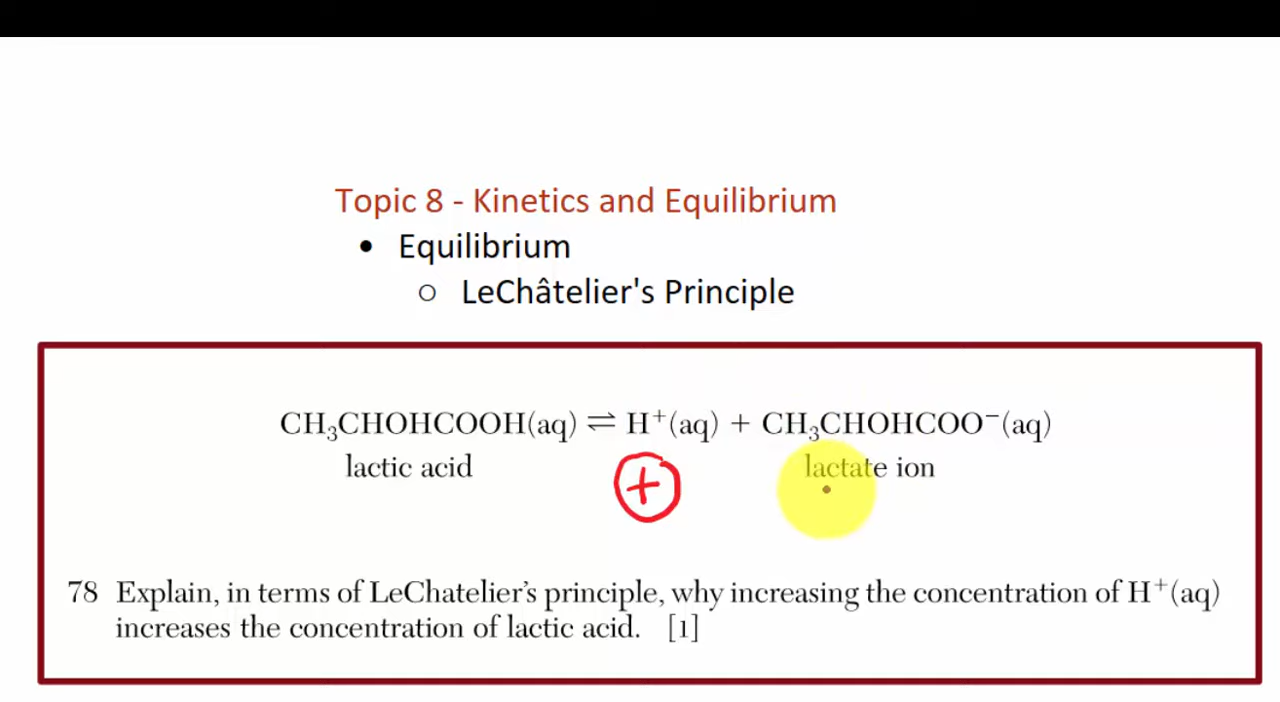 Topic 8 - Kinetics and Equilibrium
• Equilibrium
○ LeChâtelier's Principle
CH₃CHOHCOOH(aq) ⇌ H⁺(aq) + CH₃CHOHCOO⁻(aq)
lactic acid lactate ion
+
78 Explain, in terms of LeChatelier's principle, why increasing the concentration of H⁺(aq)
increases the concentration of lactic acid. [1]